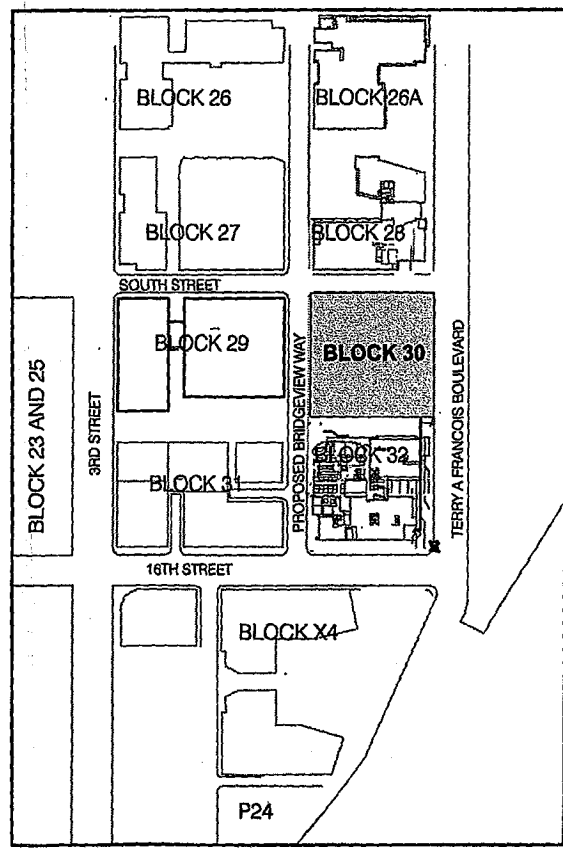 BLOCK 26
BLOCK 26A
BLOCK 27
BLOCK 28
SOUTH STREET
BLOCK 23 AND 25
3RD STREET
BLOCK 29
PROPOSED BRIDGEVIEW WAY
BLOCK 30
TERRY A FRANCOIS BOULEVARD
BLOCK 31
BLOCK 32
16TH STREET
BLOCK X4
P24